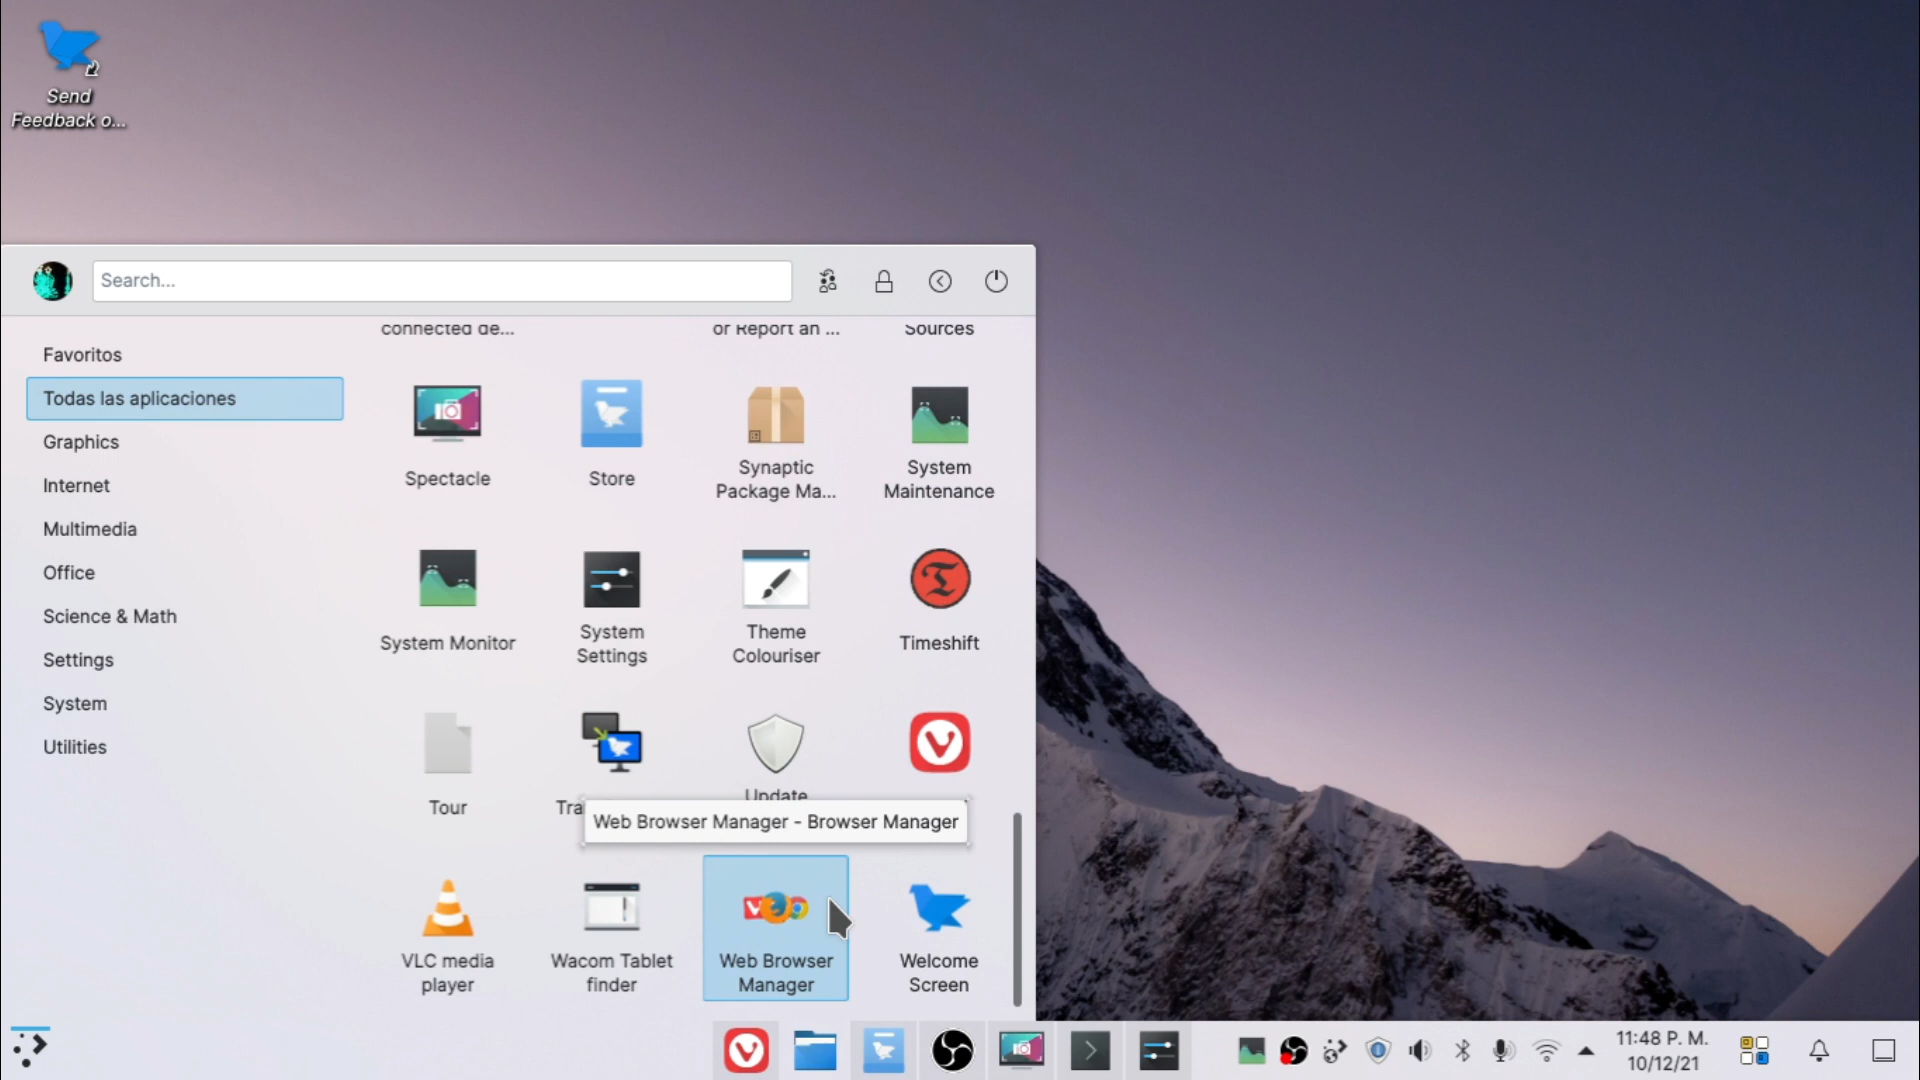 Send
Feedback o...
Search...
Favoritos
Todas las aplicaciones
Graphics
Internet
Multimedia
Office
Science & Math
Settings
System
Utilities
connected de...
or Report an ...
Sources
Spectacle
Store
Synaptic
Package Ma...
System
Maintenance
System Monitor
System
Settings
Theme
Colouriser
Timeshift
Tour
Tra
Update
Web Browser Manager - Browser Manager
VLC media
player
Wacom Tablet
finder
Web Browser
Manager
Welcome
Screen
11:48 P. M.
10/12/21